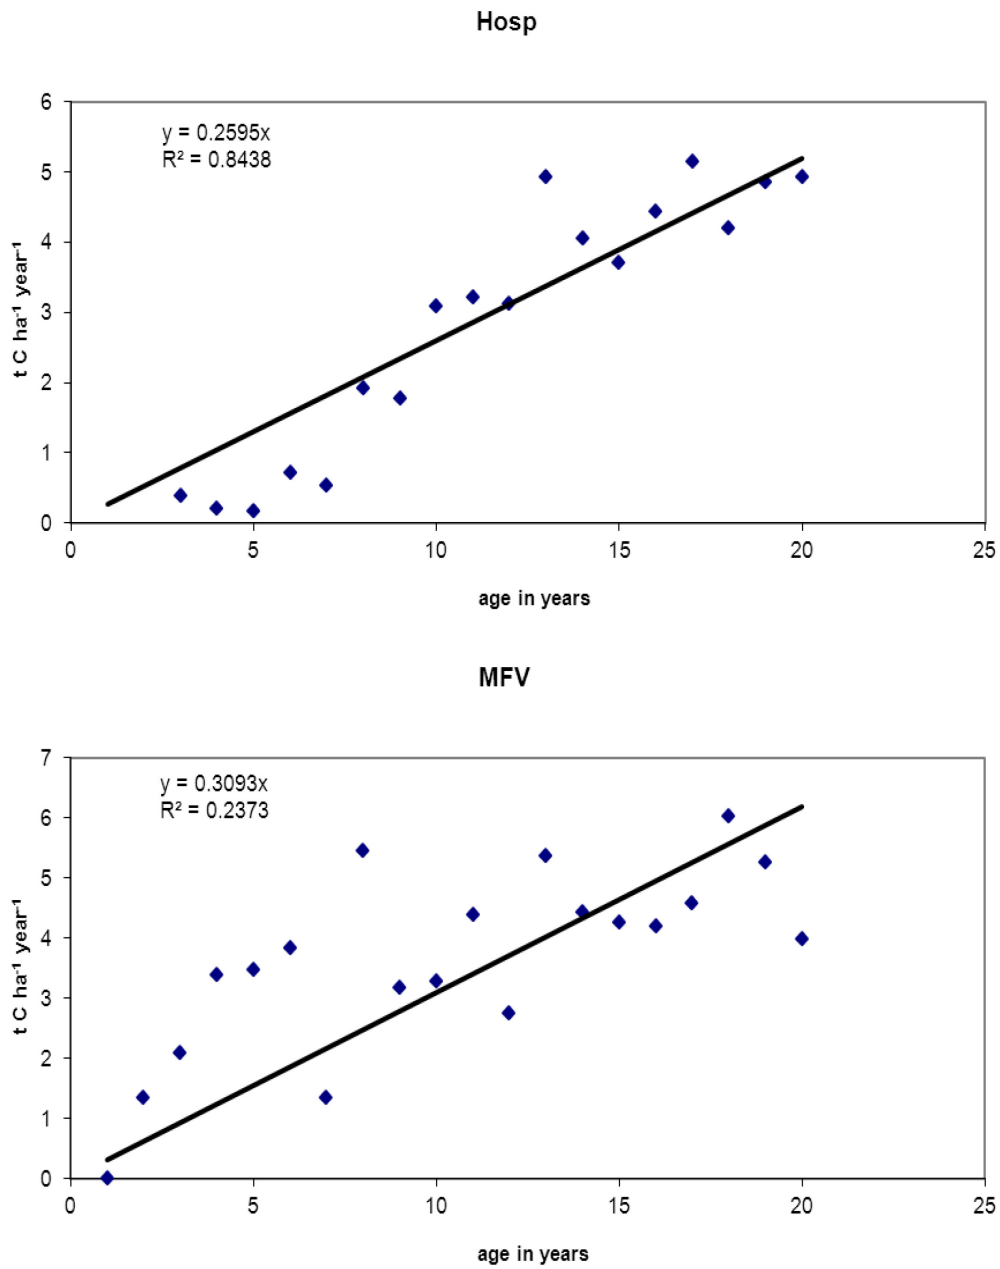 Hosp
y = 0.2595x
R² = 0.8438
6
5
4
3
2
1
0
t C ha⁻¹ year⁻¹
0 5 10 15 20 25
age in years
MFV
y = 0.3093x
R² = 0.2373
7
6
5
4
3
2
1
0
t C ha⁻¹ year⁻¹
0 5 10 15 20 25
age in years